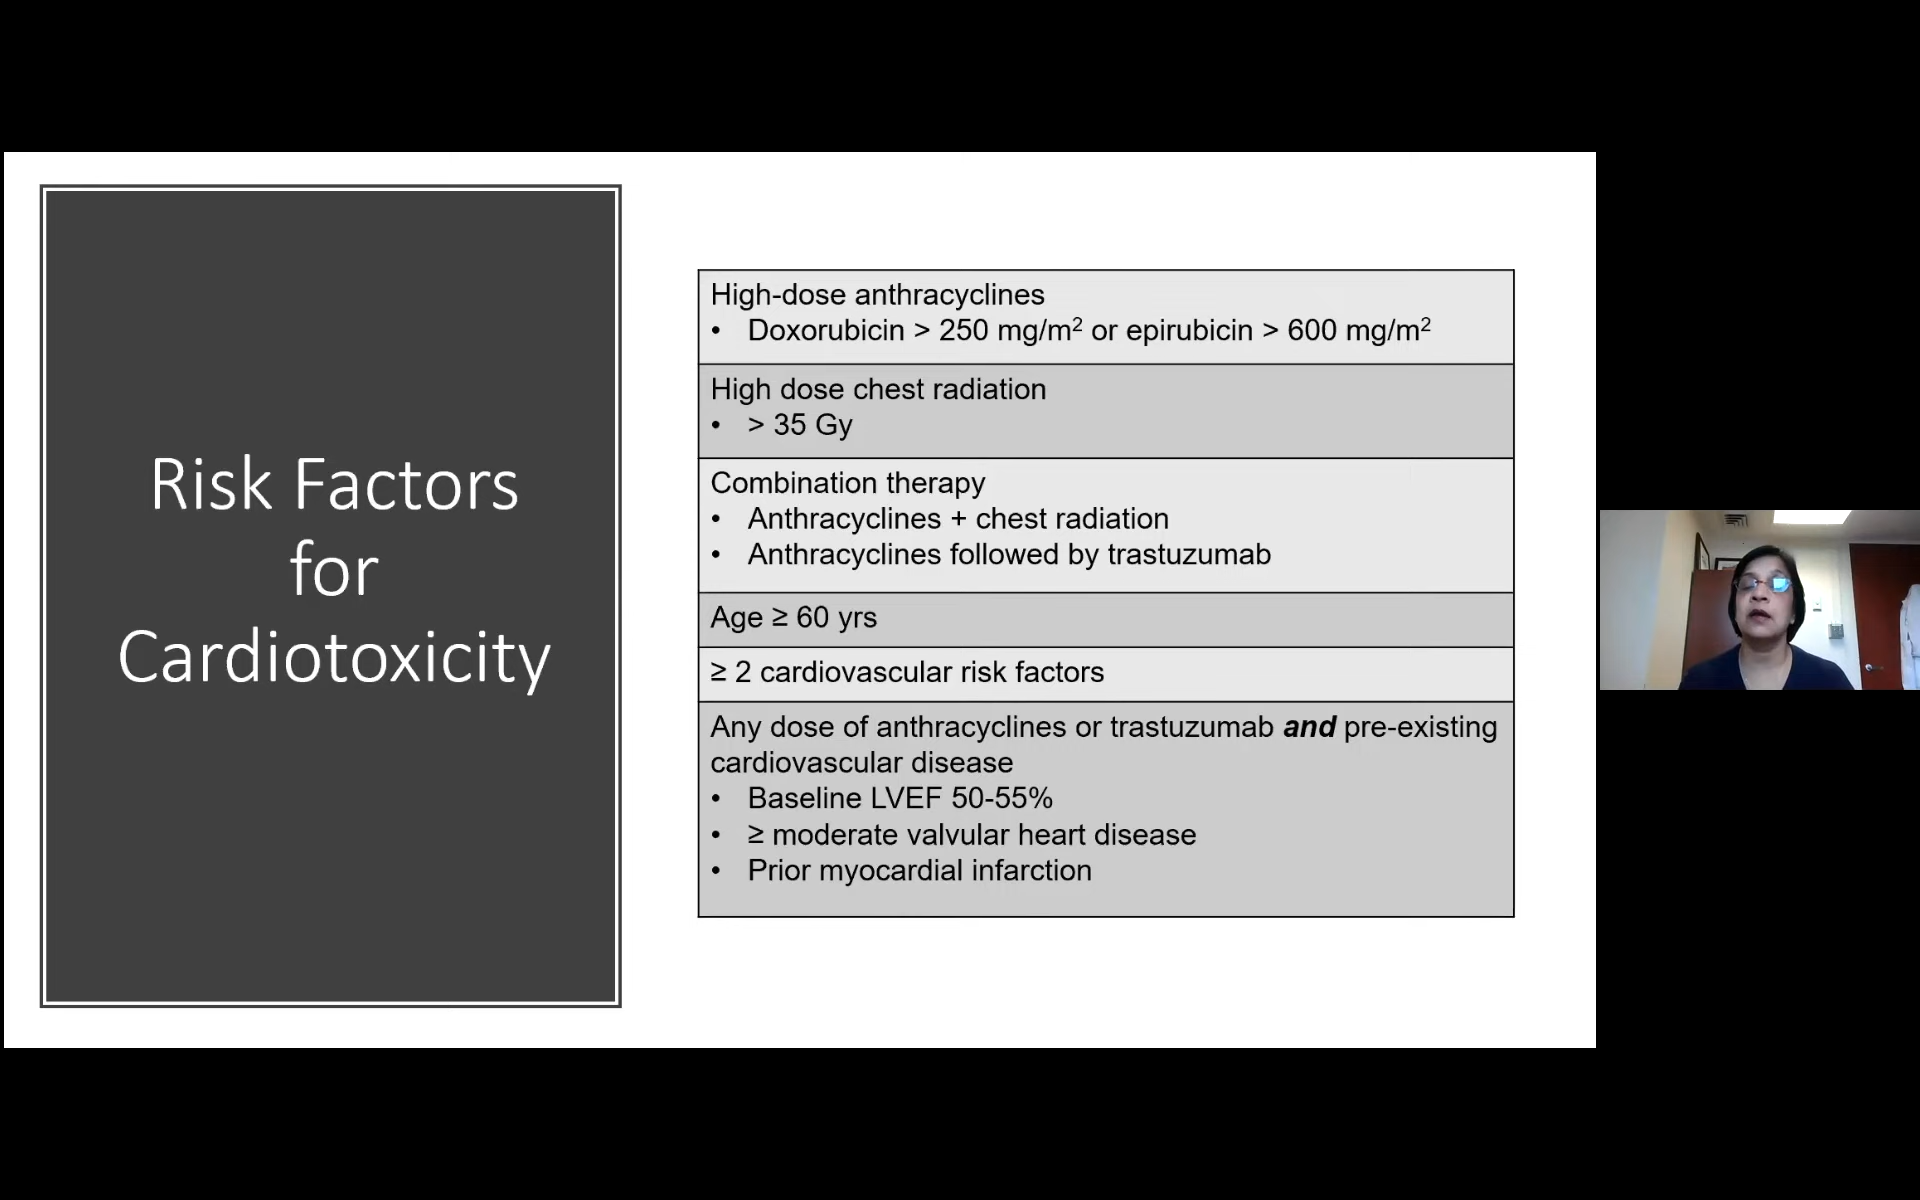 Risk Factors
for
Cardiotoxicity
High-dose anthracyclines
• Doxorubicin > 250 mg/m² or epirubicin > 600 mg/m²
High dose chest radiation
• > 35 Gy
Combination therapy
• Anthracyclines + chest radiation
• Anthracyclines followed by trastuzumab
Age ≥ 60 yrs
≥ 2 cardiovascular risk factors
Any dose of anthracyclines or trastuzumab and pre-existing
cardiovascular disease
• Baseline LVEF 50-55%
• ≥ moderate valvular heart disease
• Prior myocardial infarction